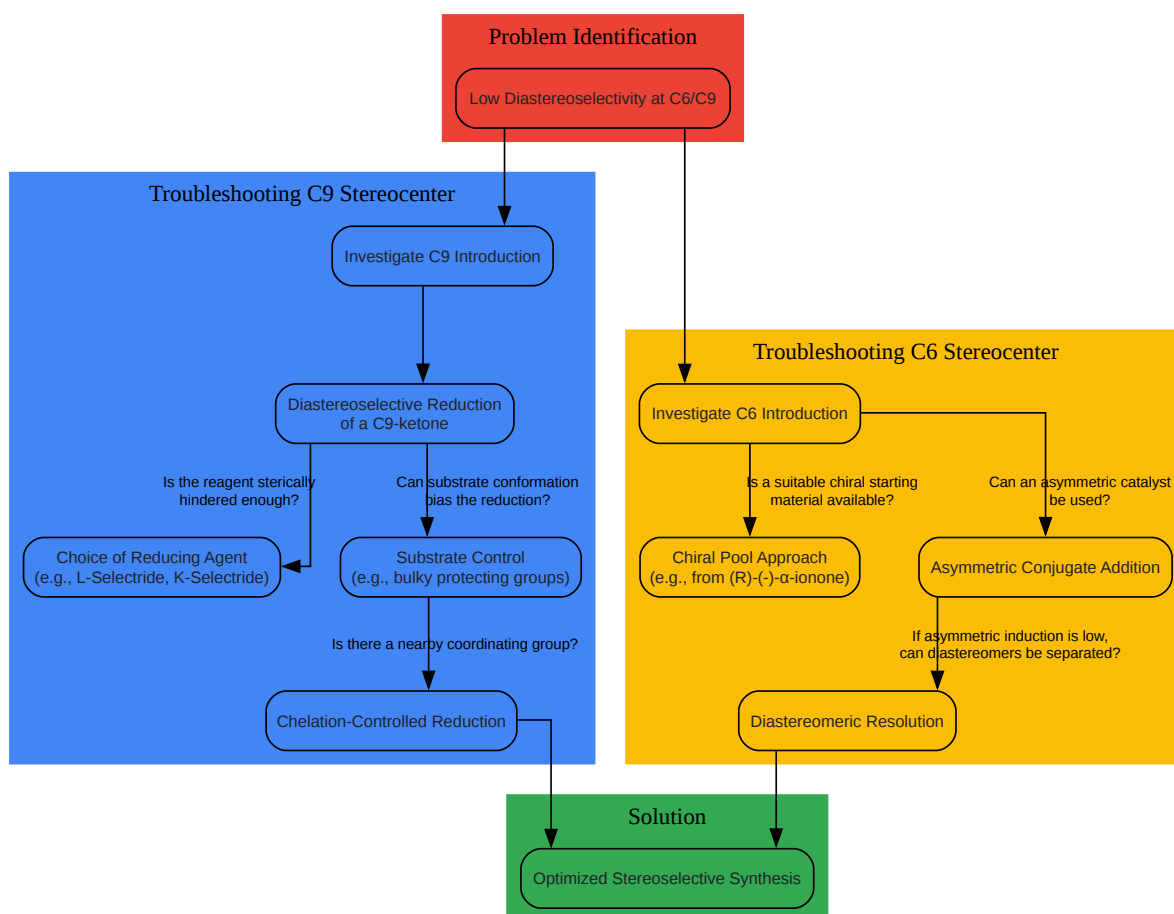 Problem Identification
Low Diastereoselectivity at C6/C9
Troubleshooting C9 Stereocenter
Investigate C9 Introduction
Diastereoselective Reduction
of a C9-ketone
Is the reagent sterically
hindered enough?
Can substrate conformation
bias the reduction?
Choice of Reducing Agent
(e.g., L-Selectride, K-Selectride)
Substrate Control
(e.g., bulky protecting groups)
Is there a nearby coordinating group?
Chelation-Controlled Reduction
Troubleshooting C6 Stereocenter
Investigate C6 Introduction
Is a suitable chiral starting
material available?
Can an asymmetric catalyst
be used?
Chiral Pool Approach
(e.g., from (R)-(-)-α-ionone)
Asymmetric Conjugate Addition
If asymmetric induction is low,
can diastereomers be separated?
Diastereomeric Resolution
Solution
Optimized Stereoselective Synthesis